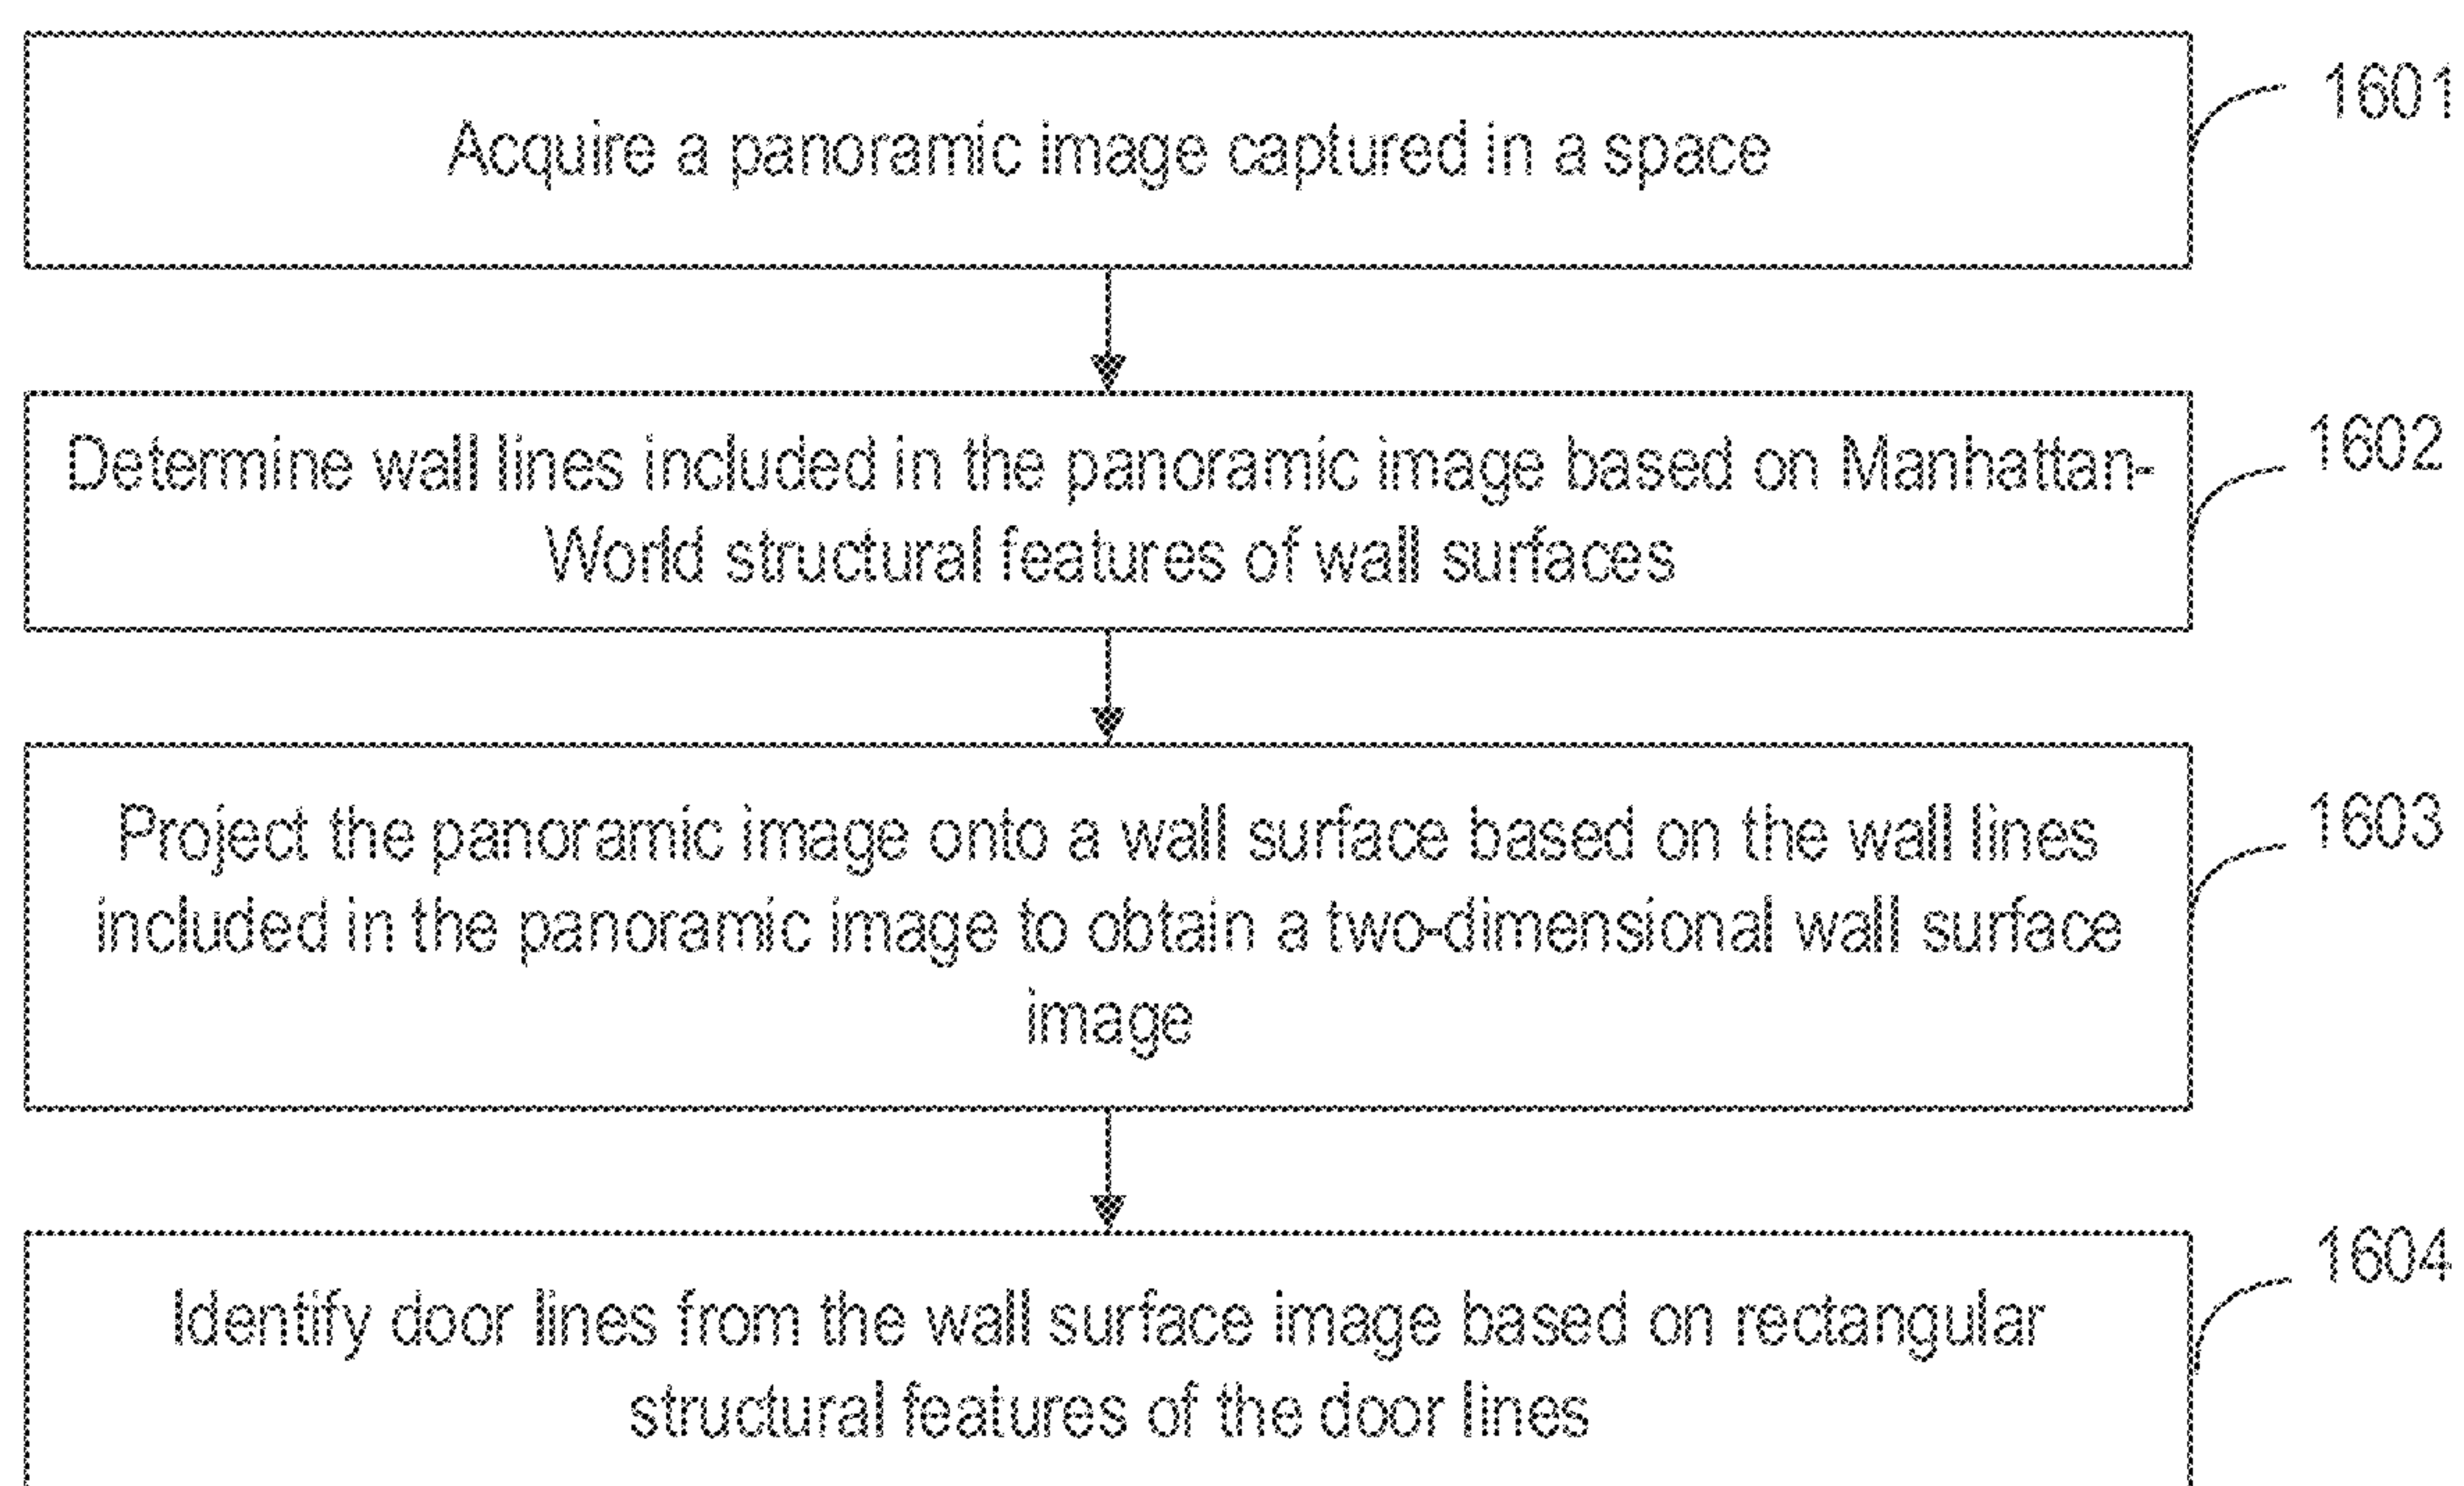 Acquire a panoramic image captured in a space
1601
Determine wall lines included in the panoramic image based on Manhattan-
World structural features of wall surfaces
1602
Project the panoramic image onto a wall surface based on the wall lines
included in the panoramic image to obtain a two-dimensional wall surface
image
1603
Identify door lines from the wall surface image based on rectangular
structural features of the door lines
1604